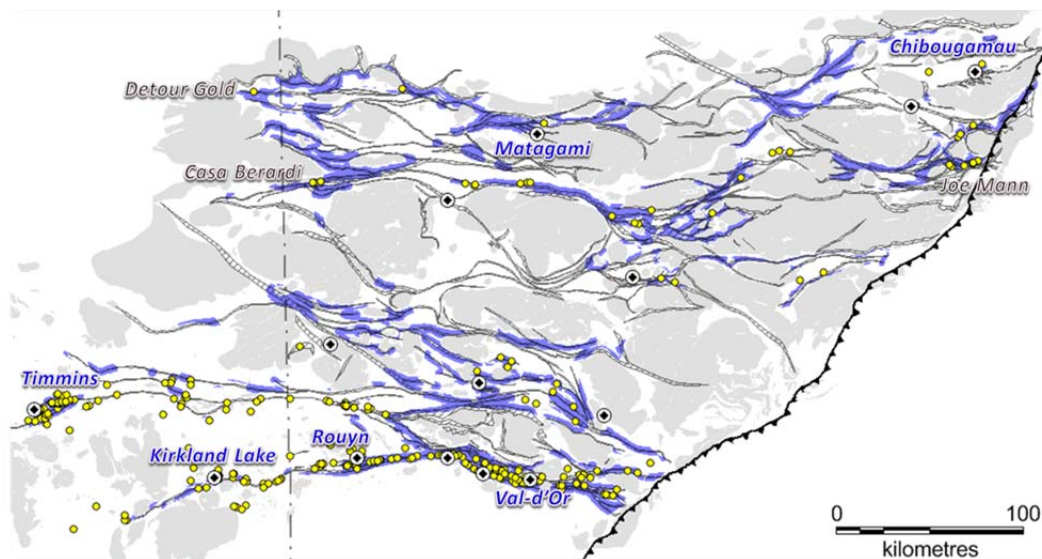 Chibougamau
Detour Gold
Matagami
Casa Berardi
Joe Mann
Timmins
Rouyn
Kirkland Lake
Val-d'Or
0 100
kilometres